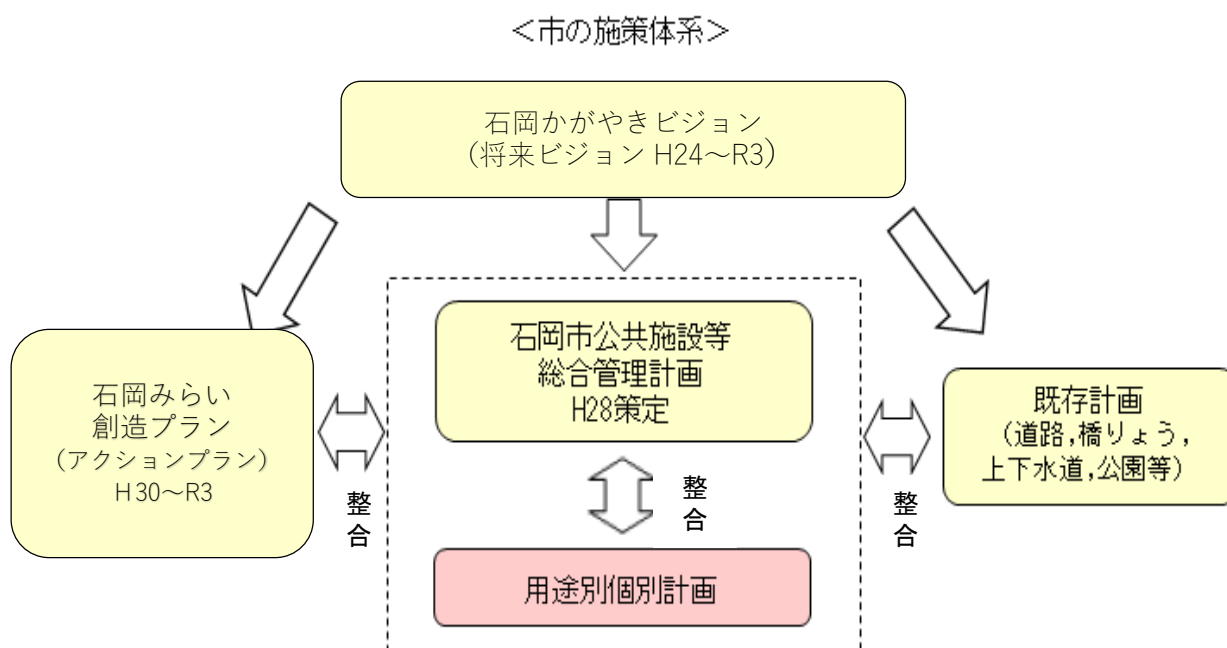 ＜市の施策体系＞
石岡かがやきビジョン
（将来ビジョン H24～R3）
石岡市公共施設等
総合管理計画
H28策定
石岡みらい
創造プラン
（アクションプラン）
Ｈ30～R3
既存計画
（道路，橋りょう，
上下水道，公園等）
整合
整合
整合
用途別個別計画